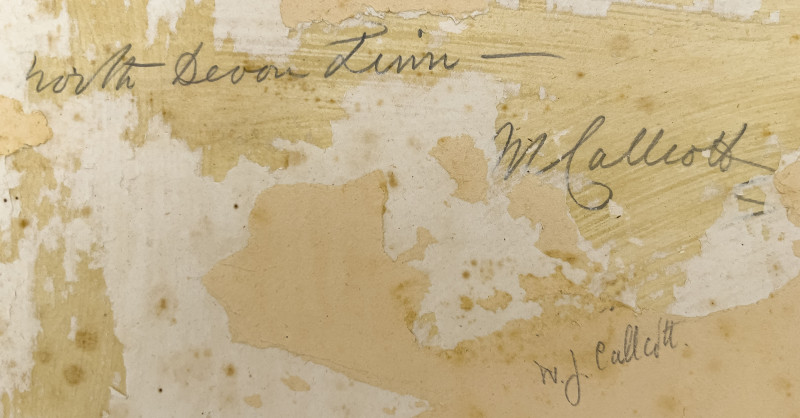 North Devon Linn —
W. Callcott
W. J. Callcott.